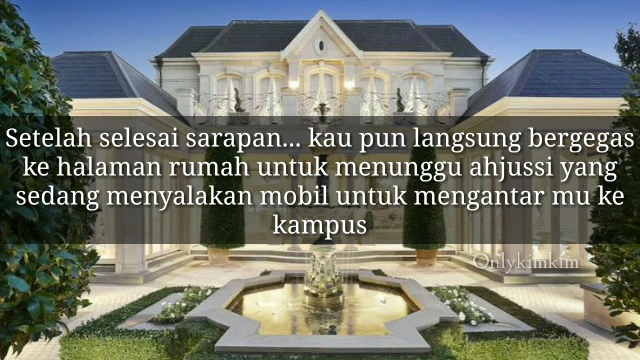 Setelah selesai sarapan... kau pun langsung bergegas
ke halaman rumah untuk menunggu ahjussi yang
sedang menyalakan mobil untuk mengantar mu ke
kampus
Onlykimkim